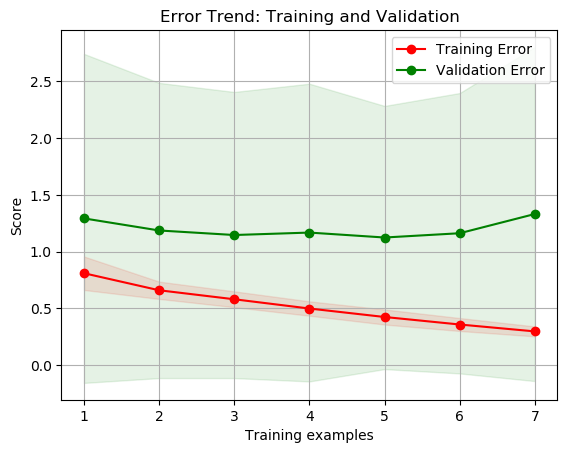 Error Trend: Training and Validation
Training Error
Validation Error
2.5
2.0
1.5
1.0
0.5
0.0
Score
1 2 3 4 5 6 7
Training examples